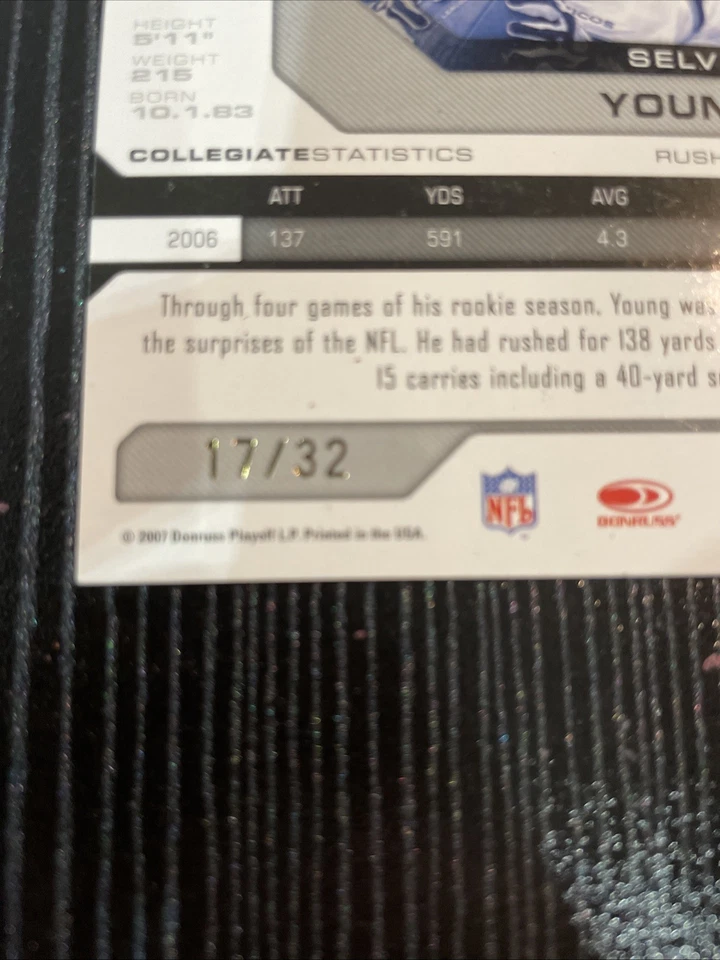 HEIGHT
5'11"
WEIGHT
215
BORN
10.1.83
SELV
YOUN
COLLEGIATESTATISTICS RUSH
ATT YDS AVG
2006 137 591 4.3
Through four games of his rookie season, Young was
the surprises of the NFL. He had rushed for 138 yards
15 carries including a 40-yard s
17/32
NFL
DONRUSS
© 2007 Donruss Playoff L.P. Printed in the USA.